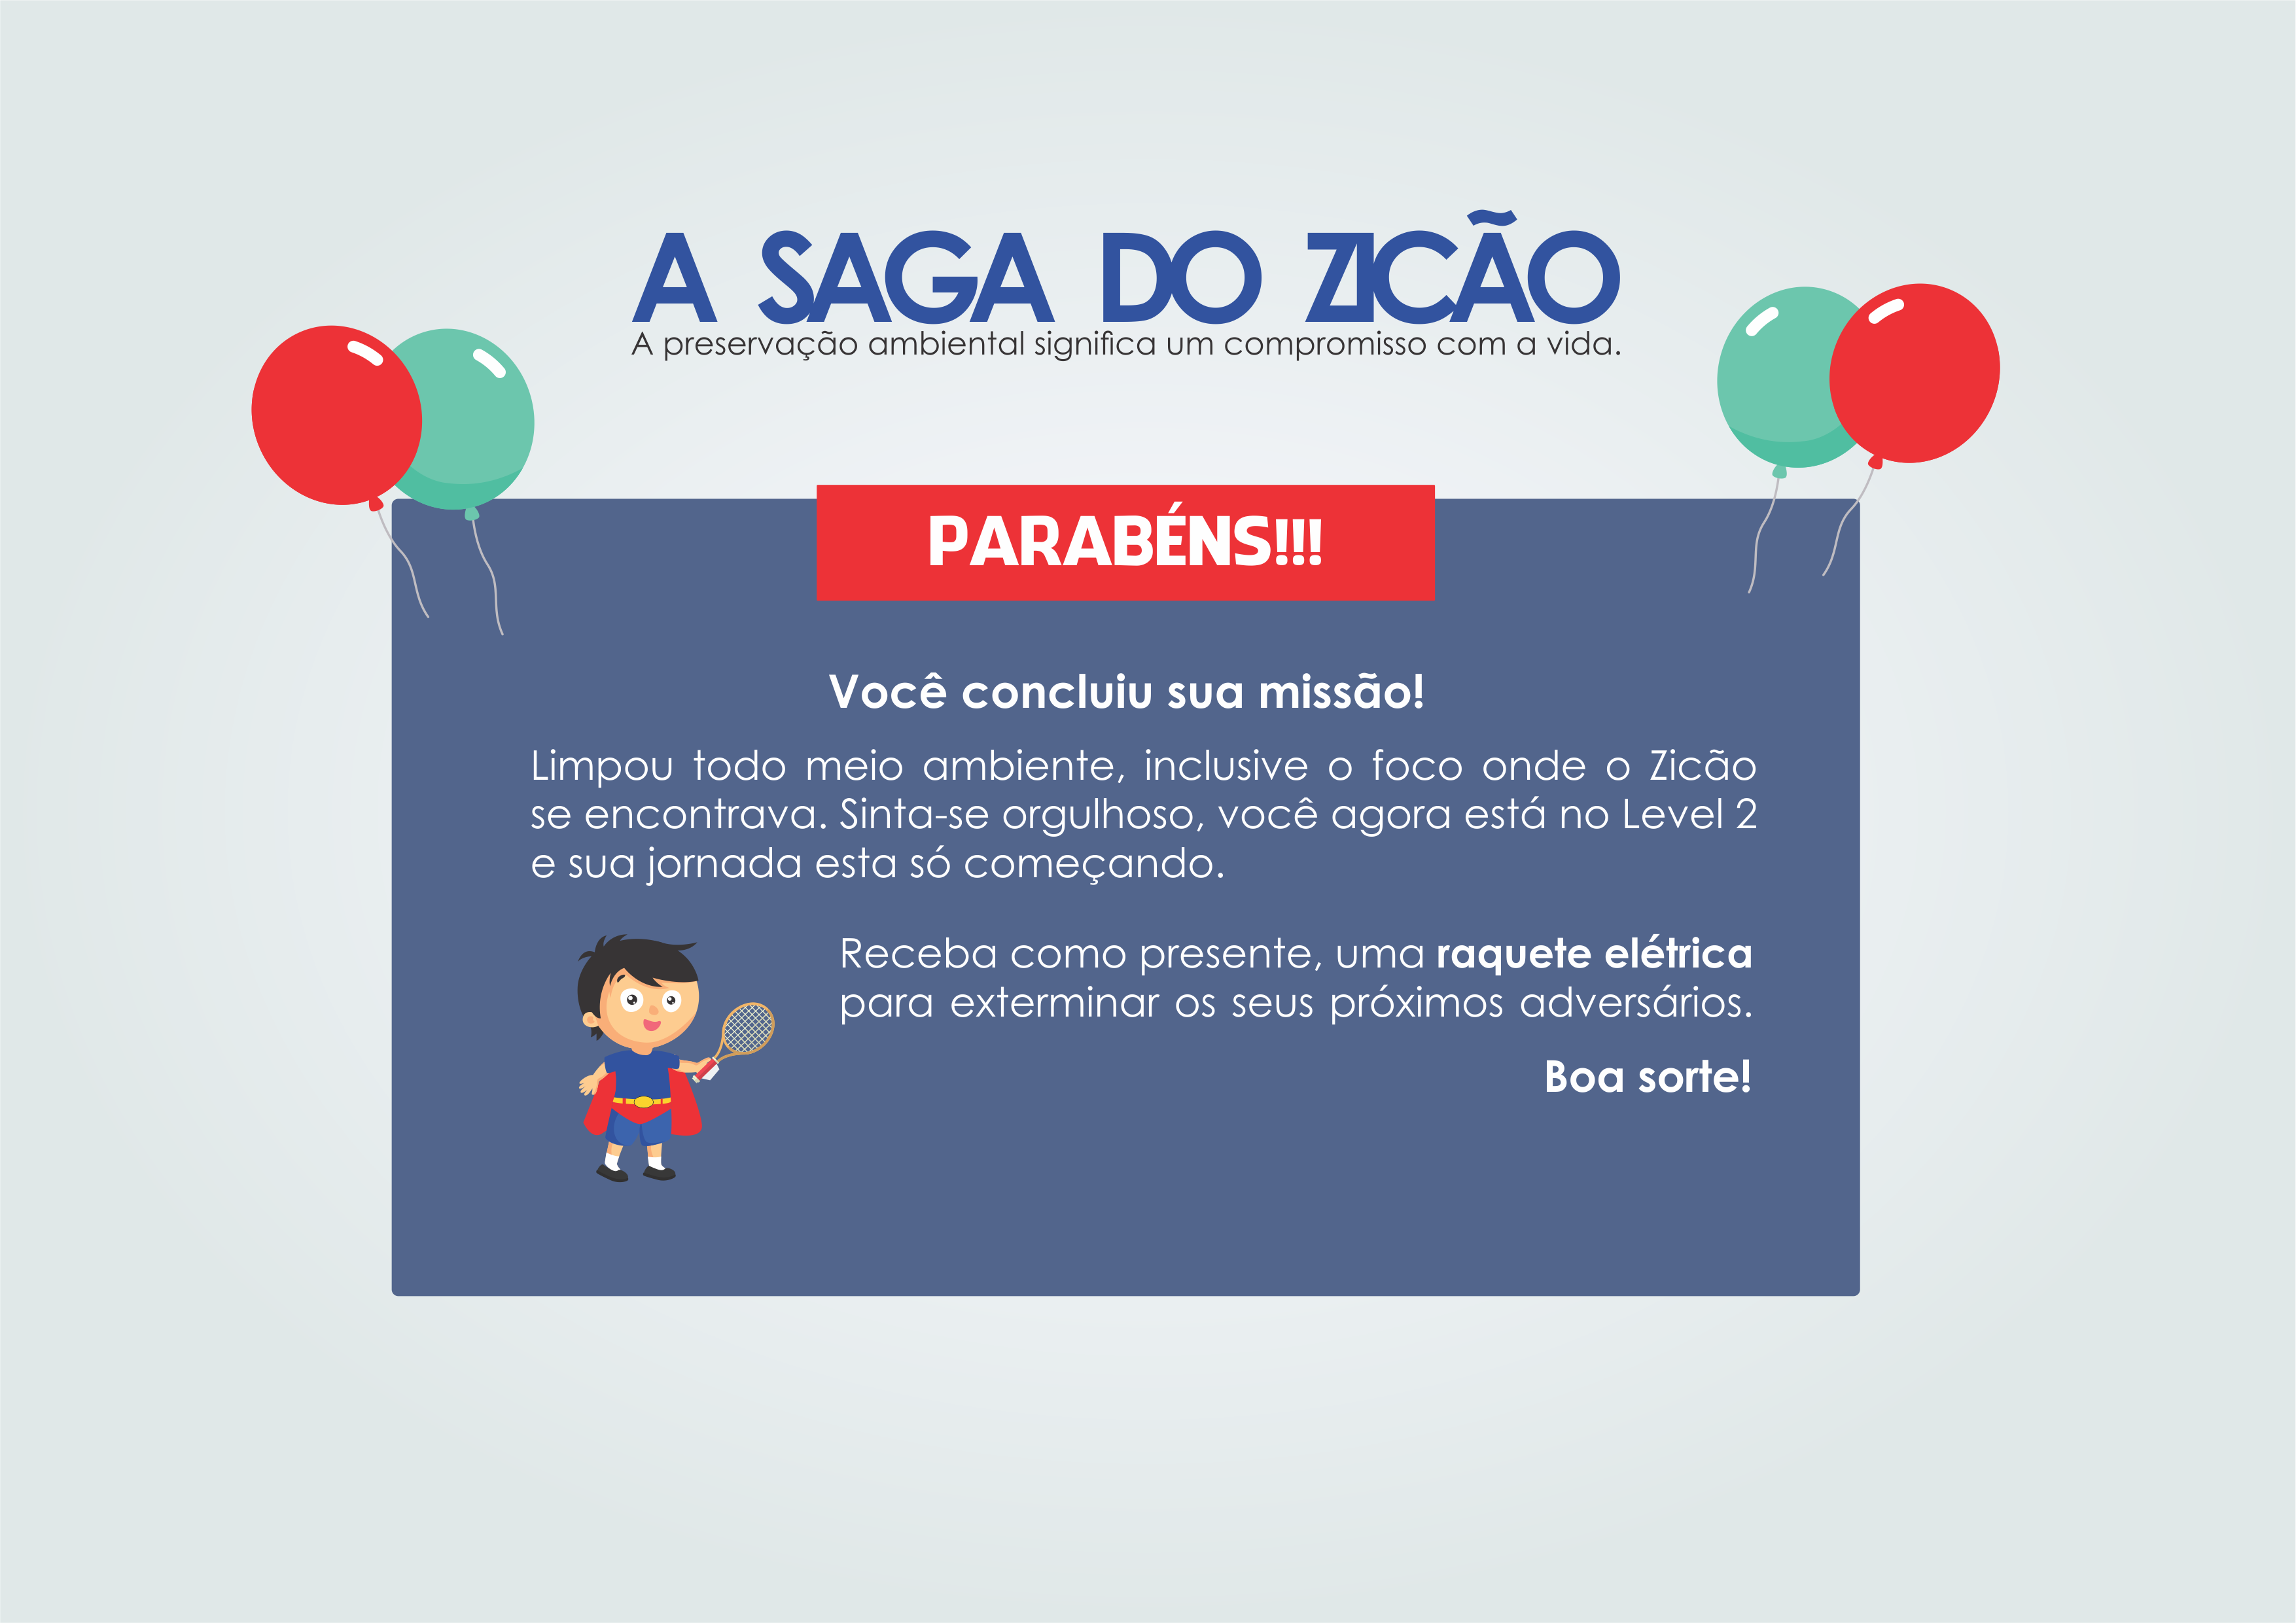 A SAGA DO ZICÃO
A preservação ambiental significa um compromisso com a vida.
PARABÉNS!!!
Você concluiu sua missão!
Limpou todo meio ambiente, inclusive o foco onde o Zicão
se encontrava. Sinta-se orgulhoso, você agora está no Level 2
e sua jornada esta só começando.
Receba como presente, uma raquete elétrica
para exterminar os seus próximos adversários.
Boa sorte!